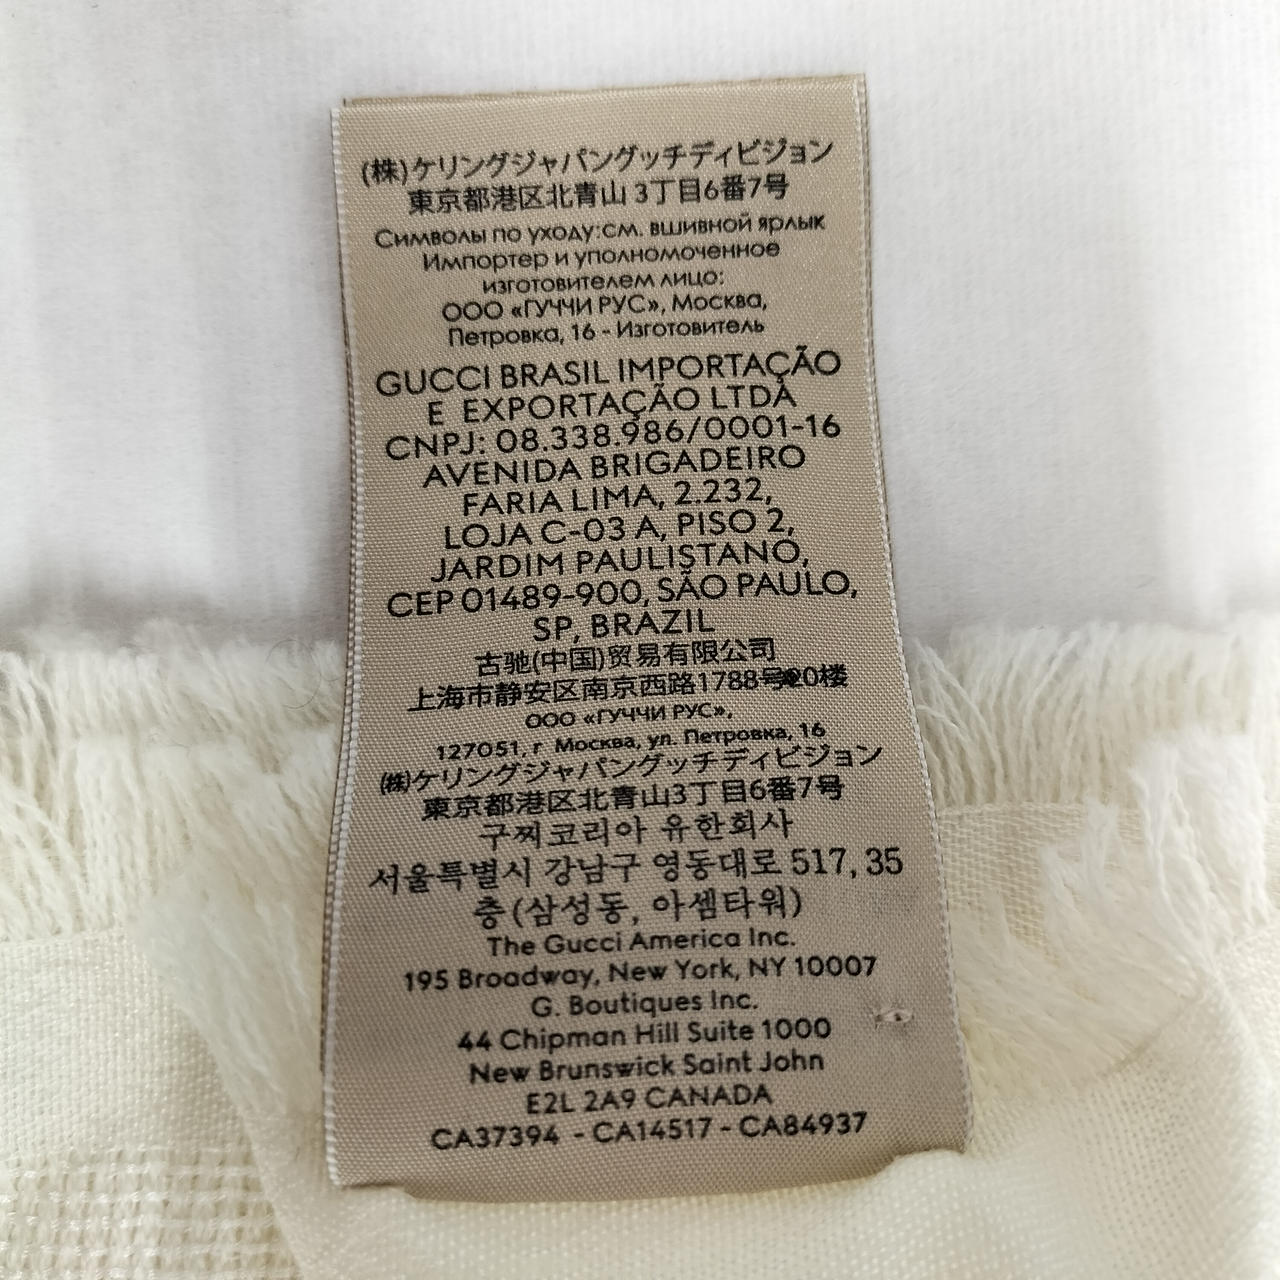 (株)ケリングジャパングッチディビジョン
東京都港区北青山 3丁目6番7号
Символы по уходу:см. вшивной ярлык
Импортер и уполномоченное
изготовителем лицо:
ООО «ГУЧЧИ РУС», Москва,
Петровка, 16 - Изготовитель
GUCCI BRASIL IMPORTAÇÃO
E EXPORTAÇÃO LTDA
CNPJ: 08.338.986/0001-16
AVENIDA BRIGADEIRO
FARIA LIMA, 2.232,
LOJA C-03 A, PISO 2,
JARDIM PAULISTANO,
CEP 01489-900, SÃO PAULO,
SP, BRAZIL
古驰(中国)贸易有限公司
上海市静安区南京西路1788号20楼
ООО «ГУЧЧИ РУС»,
127051, г Москва, ул. Петровка, 16
(株)ケリングジャパングッチディビジョン
東京都港区北青山3丁目6番7号
구찌코리아 유한회사
서울특별시 강남구 영동대로 517, 35
층 (삼성동, 아셈타워)
The Gucci America Inc.
195 Broadway, New York, NY 10007
G. Boutiques Inc.
44 Chipman Hill Suite 1000
New Brunswick Saint John
E2L 2A9 CANADA
CA37394 - CA14517 - CA84937